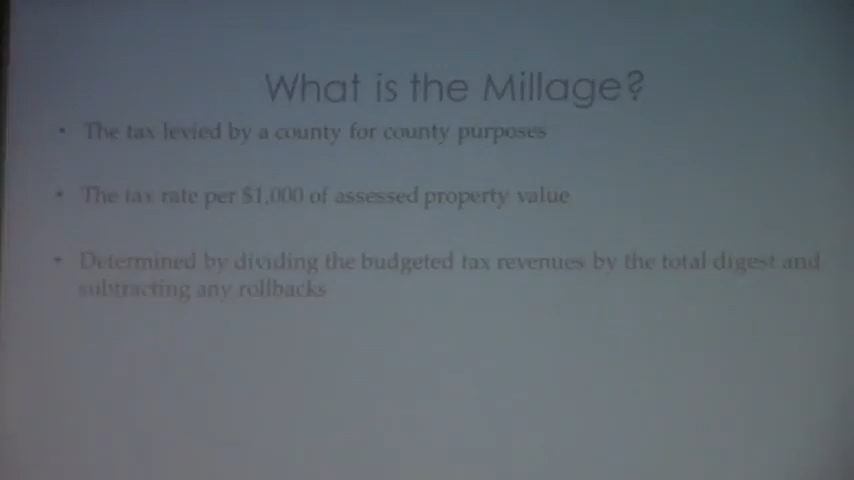 What is the Millage?
• The tax levied by a county for county purposes
• The tax rate per $1,000 of assessed property value
• Determined by dividing the budgeted tax revenues by the total digest and
subtracting any rollbacks